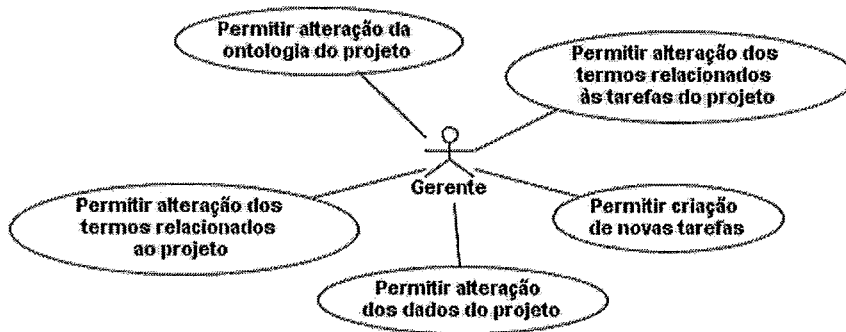 Permitir alteração da
ontologia do projeto
Permitir alteração dos
termos relacionados
às tarefas do projeto
Gerente
Permitir alteração dos
termos relacionados
ao projeto
Permitir criação
de novas tarefas
Permitir alteração
dos dados do projeto